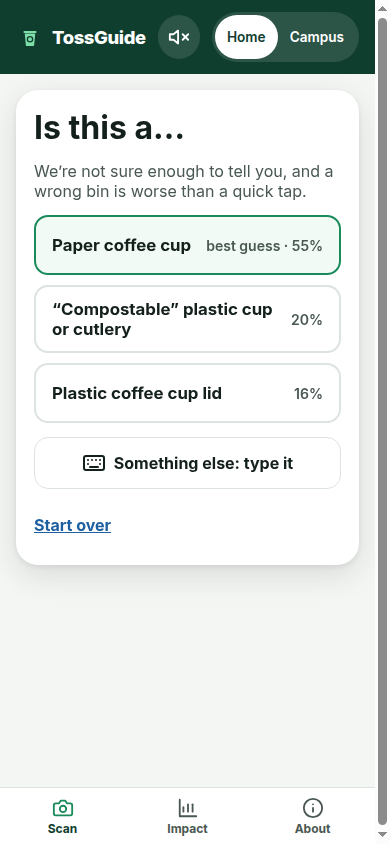 TossGuide
Home
Campus
Is this a…
We’re not sure enough to tell you, and a
wrong bin is worse than a quick tap.
Paper coffee cup
best guess · 55%
“Compostable” plastic cup
or cutlery
20%
Plastic coffee cup lid
16%
Something else: type it
Start over
Scan
Impact
About